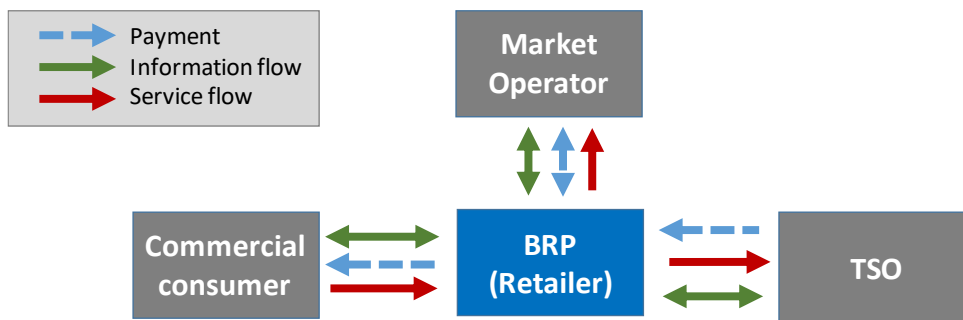 Payment
Information flow
Service flow
Market
Operator
Commercial
consumer
BRP
(Retailer)
TSO